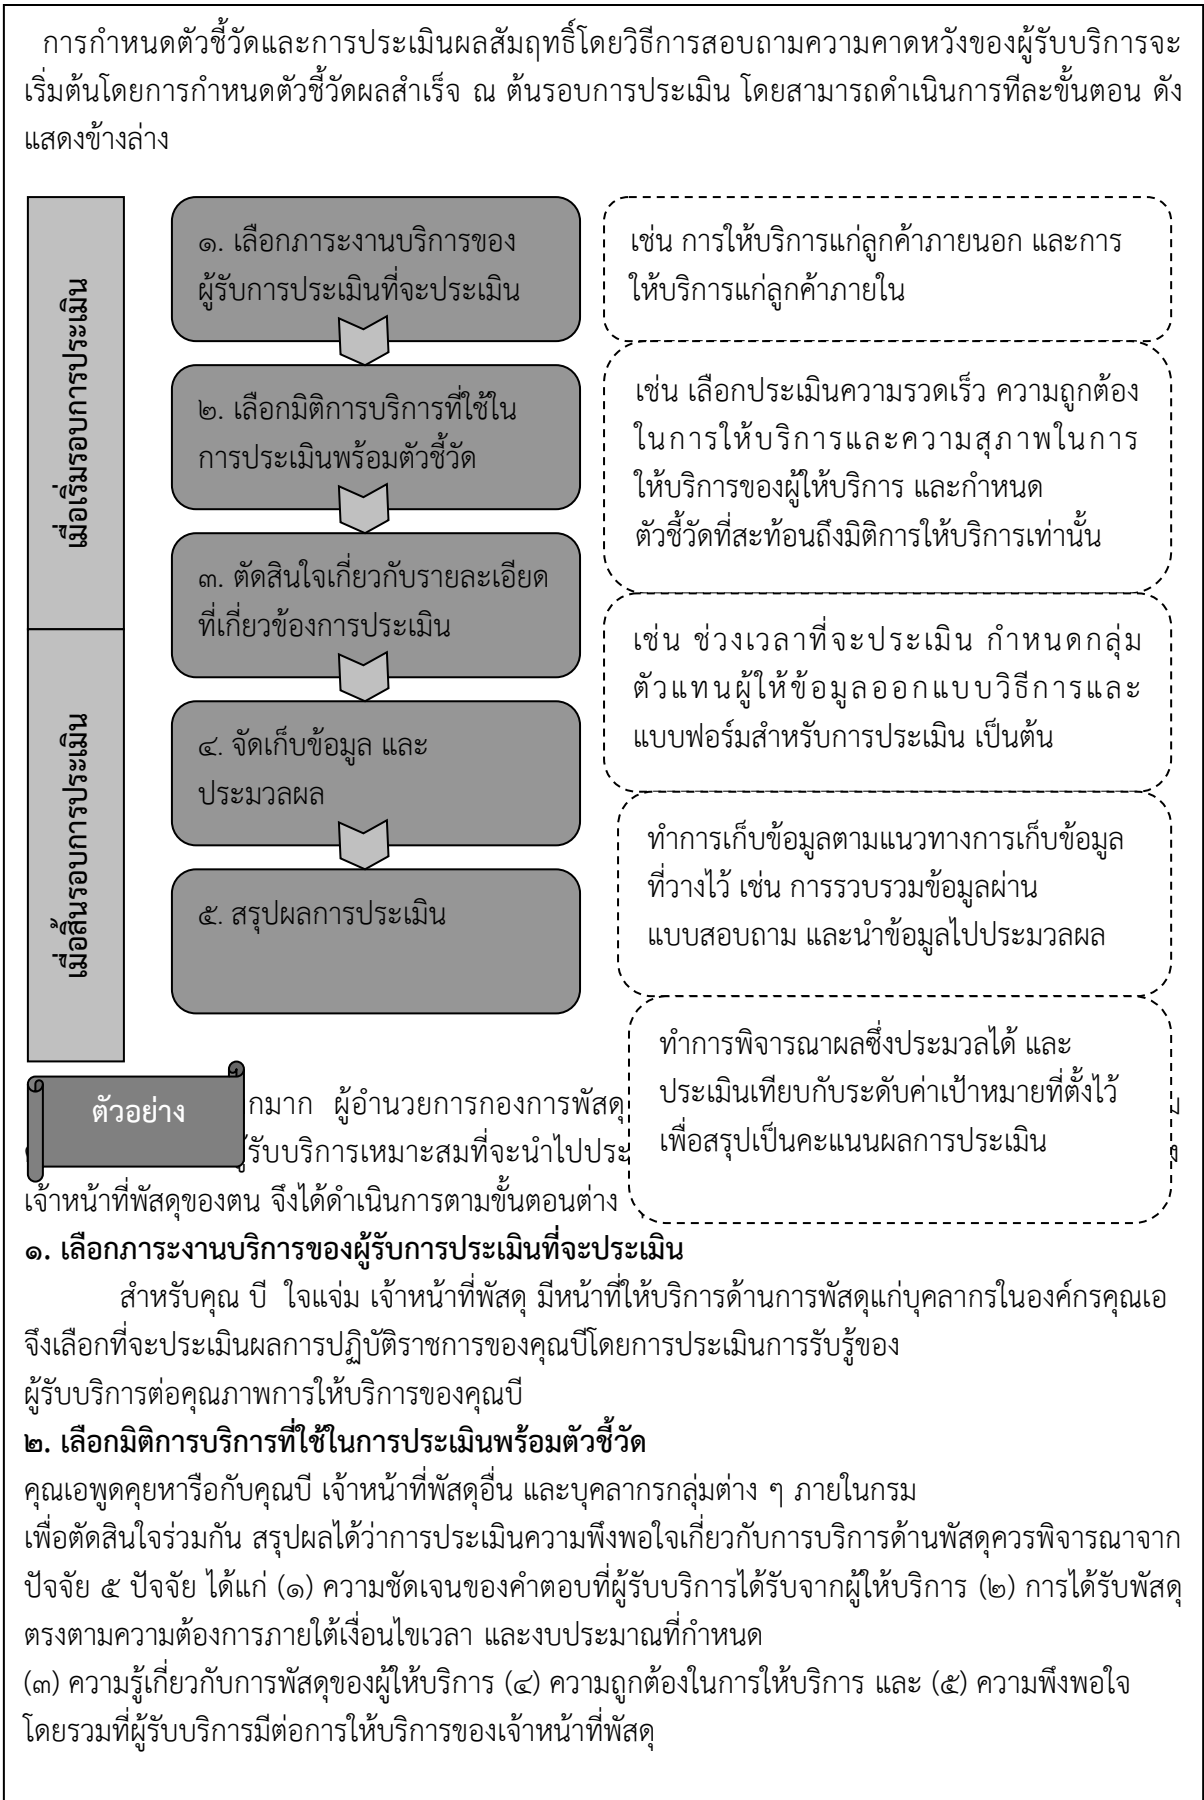 การกำหนดตัวชี้วัดและการประเมินผลสัมฤทธิ์โดยวิธีการสอบถามความคาดหวังของผู้รับบริการจะ
เริ่มต้นโดยการกำหนดตัวชี้วัดผลสำเร็จ ณ ต้นรอบการประเมิน โดยสามารถดำเนินการทีละขั้นตอน ดัง
แสดงข้างล่าง
เมื่อเริ่มรอบการประเมิน
๑. เลือกภาระงานบริการของ
ผู้รับการประเมินที่จะประเมิน
เช่น การให้บริการแก่ลูกค้าภายนอก และการ
ให้บริการแก่ลูกค้าภายใน
๒. เลือกมิติการบริการที่ใช้ใน
การประเมินพร้อมตัวชี้วัด
เช่น เลือกประเมินความรวดเร็ว ความถูกต้อง
ในการให้บริการและความสุภาพในการ
ให้บริการของผู้ให้บริการ และกำหนด
ตัวชี้วัดที่สะท้อนถึงมิติการให้บริการเท่านั้น
๓. ตัดสินใจเกี่ยวกับรายละเอียด
ที่เกี่ยวข้องการประเมิน
เช่น ช่วงเวลาที่จะประเมิน กำหนดกลุ่ม
ตัวแทนผู้ให้ข้อมูลออกแบบวิธีการและ
แบบฟอร์มสำหรับการประเมิน เป็นต้น
เมื่อสิ้นรอบการประเมิน
๔. จัดเก็บข้อมูล และ
ประมวลผล
ทำการเก็บข้อมูลตามแนวทางการเก็บข้อมูล
ที่วางไว้ เช่น การรวบรวมข้อมูลผ่าน
แบบสอบถาม และนำข้อมูลไปประมวลผล
๕. สรุปผลการประเมิน
ทำการพิจารณาผลซึ่งประมวลได้ และ
ประเมินเทียบกับระดับค่าเป้าหมายที่ตั้งไว้
เพื่อสรุปเป็นคะแนนผลการประเมิน
ตัวอย่าง
กมาก ผู้อำนวยการกองการพัสดุ
รับบริการเหมาะสมที่จะนำไปประ
เจ้าหน้าที่พัสดุของตน จึงได้ดำเนินการตามขั้นตอนต่าง
๑. เลือกภาระงานบริการของผู้รับการประเมินที่จะประเมิน
สำหรับคุณ บี ใจแจ่ม เจ้าหน้าที่พัสดุ มีหน้าที่ให้บริการด้านการพัสดุแก่บุคลากรในองค์กรคุณเอ
จึงเลือกที่จะประเมินผลการปฏิบัติราชการของคุณบีโดยการประเมินการรับรู้ของ
ผู้รับบริการต่อคุณภาพการให้บริการของคุณบี
๒. เลือกมิติการบริการที่ใช้ในการประเมินพร้อมตัวชี้วัด
คุณเอพูดคุยหารือกับคุณบี เจ้าหน้าที่พัสดุอื่น และบุคลากรกลุ่มต่าง ๆ ภายในกรม
เพื่อตัดสินใจร่วมกัน สรุปผลได้ว่าการประเมินความพึงพอใจเกี่ยวกับการบริการด้านพัสดุควรพิจารณาจาก
ปัจจัย ๕ ปัจจัย ได้แก่ (๑) ความชัดเจนของคำตอบที่ผู้รับบริการได้รับจากผู้ให้บริการ (๒) การได้รับพัสดุ
ตรงตามความต้องการภายใต้เงื่อนไขเวลา และงบประมาณที่กำหนด
(๓) ความรู้เกี่ยวกับการพัสดุของผู้ให้บริการ (๔) ความถูกต้องในการให้บริการ และ (๕) ความพึงพอใจ
โดยรวมที่ผู้รับบริการมีต่อการให้บริการของเจ้าหน้าที่พัสดุ